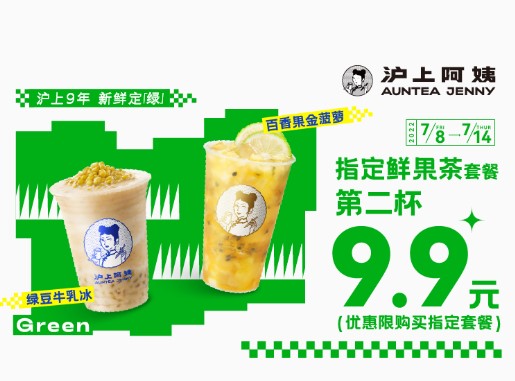 沪上9年 新鲜定「绿」
沪上阿姨
AUNTEA JENNY
百香果金菠萝
2022 7/8 FRI → 7/14 THUR
指定鲜果茶套餐
第二杯
9.9元
(优惠限购买指定套餐)
沪上阿姨
AUNTEA JENNY
绿豆牛乳冰
Green